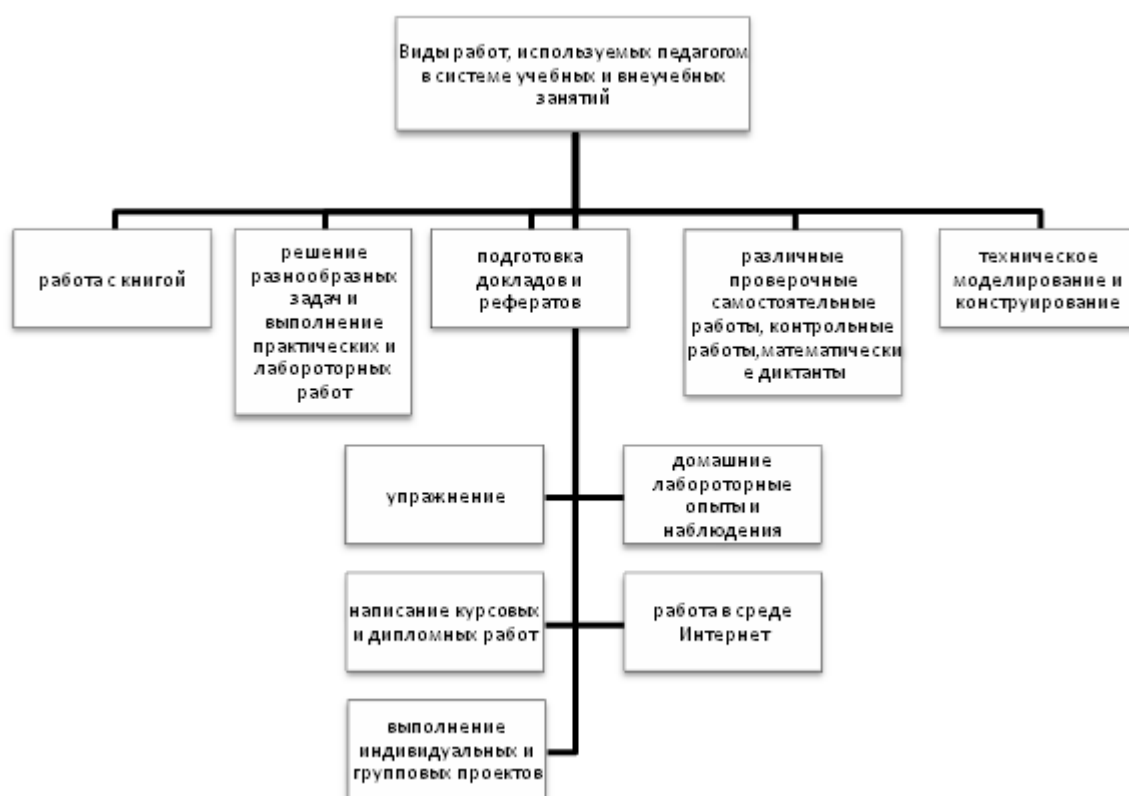 Виды работ, используемых педагогом
в системе учебных и внеучебных
занятий
работа с книгой
решение
разнообразных
задач и
выполнение
практических и
лабороторных
работ
подготовка
докладов и
рефератов
различные
проверочные
самостоятельные
работы, контрольные
работы,математически
е диктанты
техническое
моделирование и
конструирование
упражнение
домашние
лабороторные
опыты и
наблюдения
написание курсовых
и дипломных работ
работа в среде
Интернет
выполнение
индивидуальных и
групповых проектов